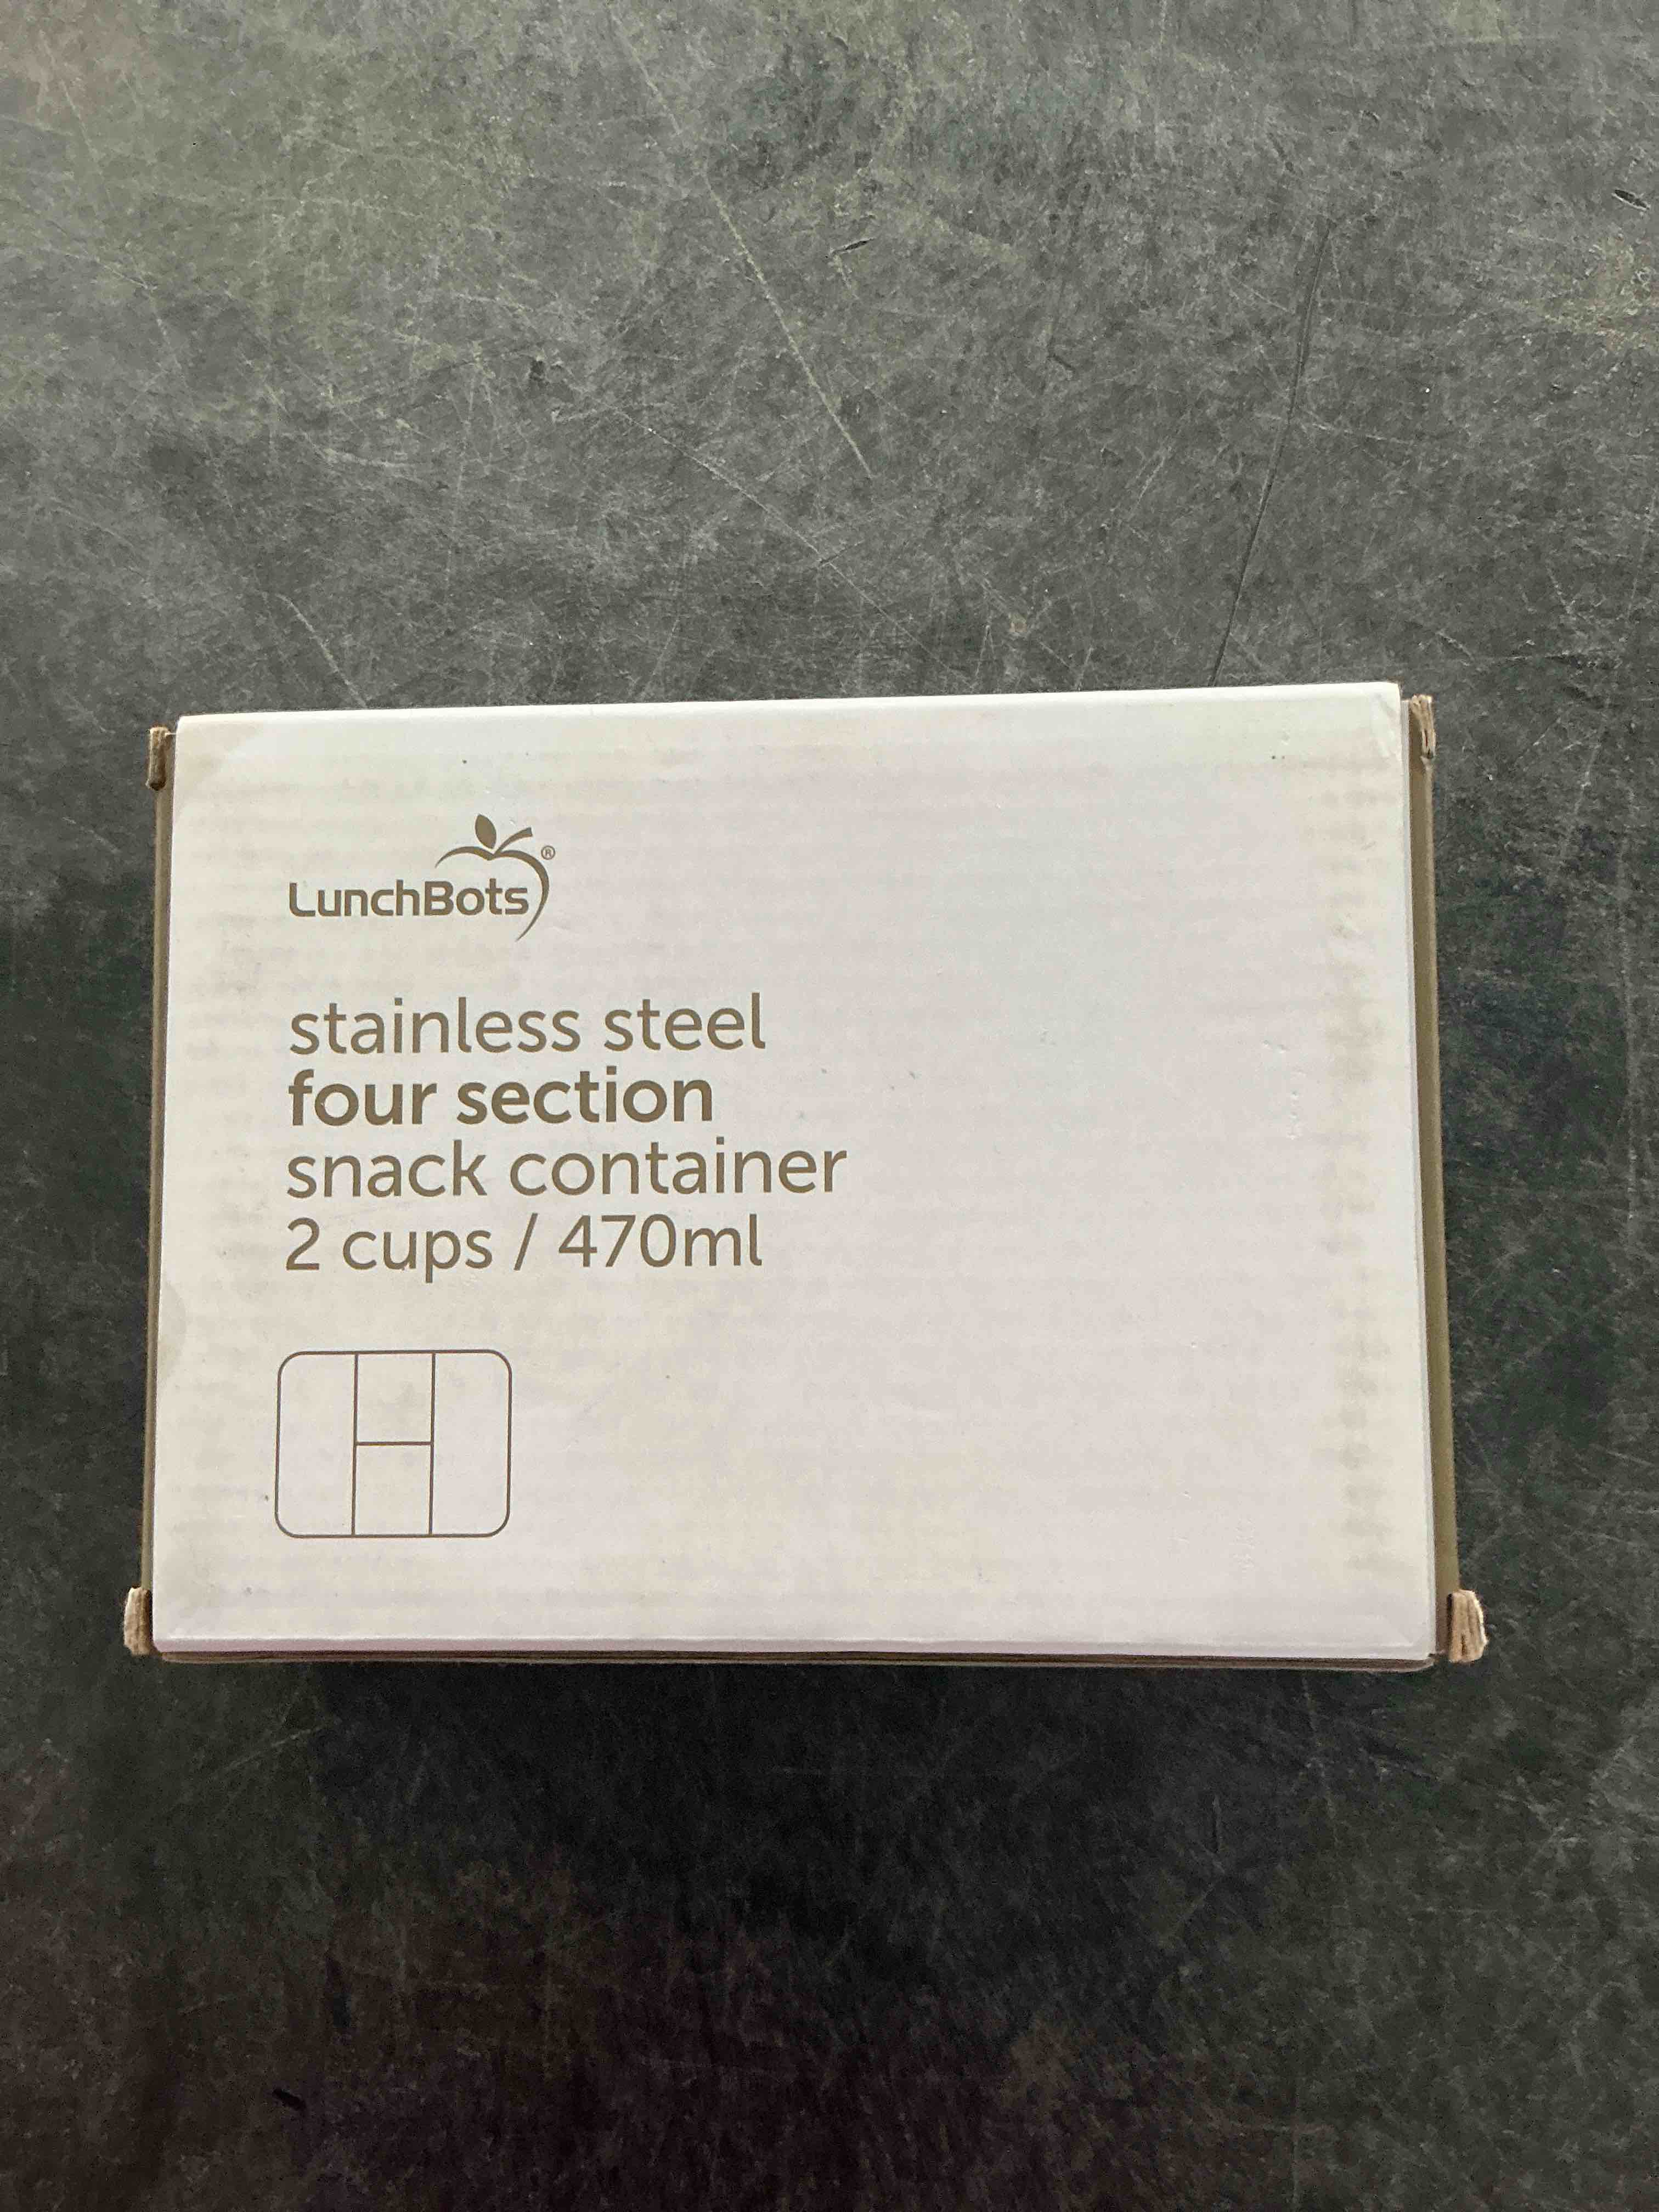 LunchBots®
stainless steel
four section
snack container
2 cups / 470ml